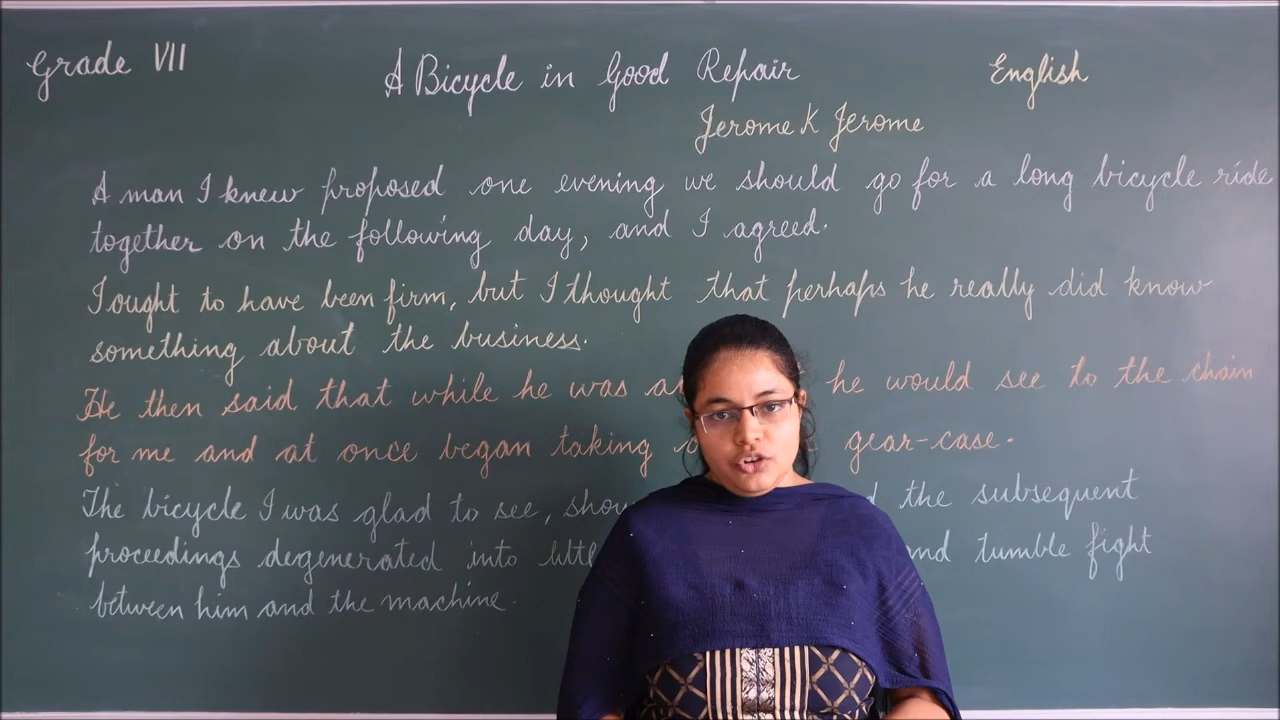 Grade VII A Bicycle in Good Repair English
Jerome K Jerome
A man I knew proposed one evening we should go for a long bicycle ride
together on the following day, and I agreed.
I ought to have been firm, but I thought that perhaps he really did know
something about the business.
He then said that while he was he would see to the chain
for me and at once began taking gear-case.
The bicycle I was glad to see, the subsequent
proceedings degenerated into tumble fight
between him and the machine.